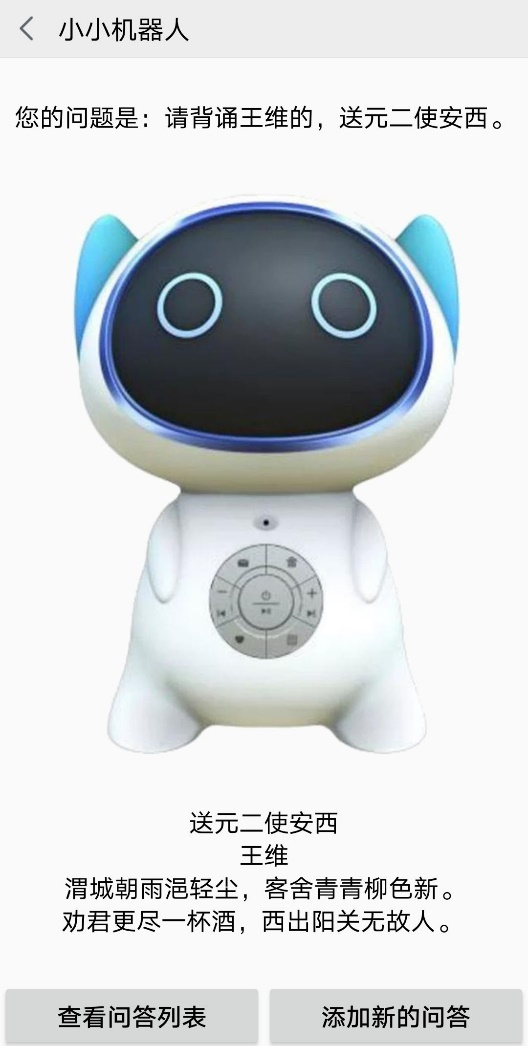 小小机器人
您的问题是：请背诵王维的，送元二使安西。
送元二使安西
王维
渭城朝雨浥轻尘，客舍青青柳色新。
劝君更尽一杯酒，西出阳关无故人。
查看问答列表
添加新的问答